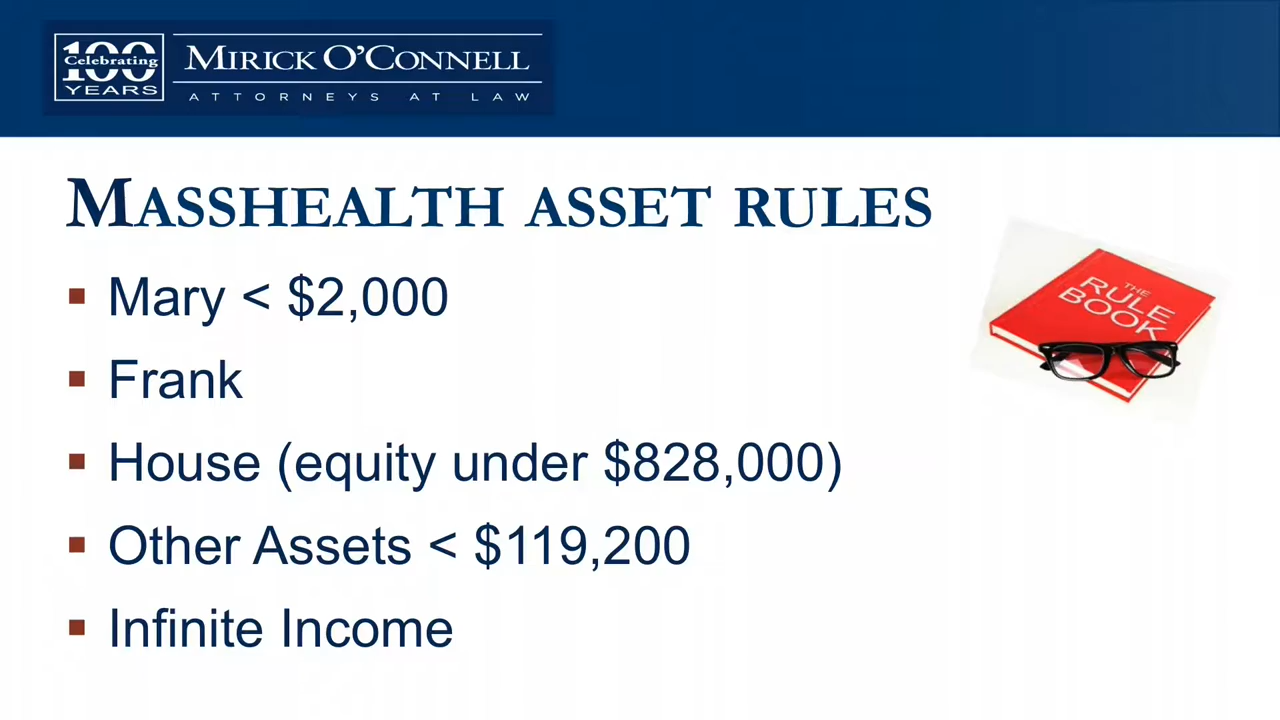 100
Celebrating
YEARS
MIRICK O'CONNELL
ATTORNEYS AT LAW
MASSHEALTH ASSET RULES
▪ Mary < $2,000
▪ Frank
▪ House (equity under $828,000)
▪ Other Assets < $119,200
▪ Infinite Income
THE
RULE
BOOK